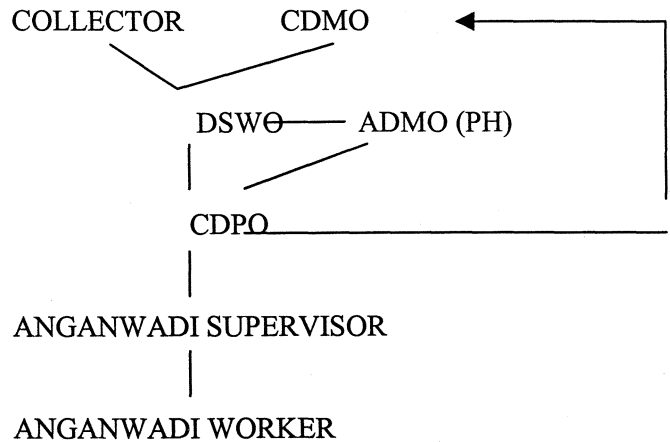 COLLECTOR CDMO
DSWO ADMO (PH)
CDPO
ANGANWADI SUPERVISOR
ANGANWADI WORKER